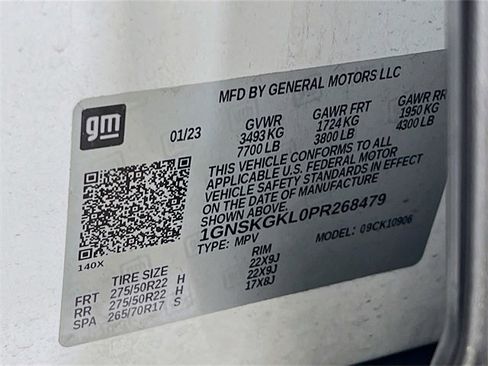 MFD BY GENERAL MOTORS LLC
gm
01/23
GVWR
3493 KG
7700 LB
GAWR FRT
1724 KG
3800 LB
GAWR RR
1950 KG
4300 LB
THIS VEHICLE CONFORMS TO ALL
APPLICABLE U.S. FEDERAL MOTOR
VEHICLE SAFETY STANDARDS IN EFFECT
ON THE DATE OF MANUFACTURE
SHOWN ABOVE.
1GNSKGKL0PR268479
TYPE: MPV
MODEL: 09CK10906
140X
TIRE SIZE
RIM
FRT 275/50R22 H 22X9J
RR 275/50R22 H 22X9J
SPA 265/70R17 S 17X8J